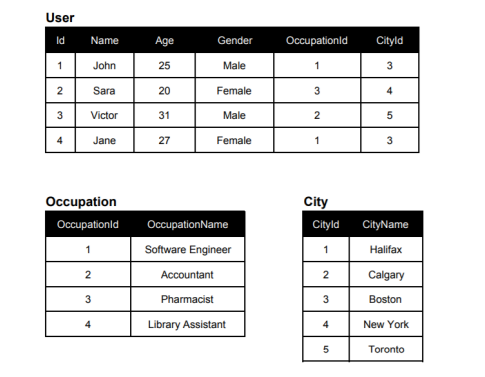 User
Id Name Age Gender OccupationId CityId
1 John 25 Male 1 3
2 Sara 20 Female 3 4
3 Victor 31 Male 2 5
4 Jane 27 Female 1 3
Occupation
OccupationId OccupationName
1 Software Engineer
2 Accountant
3 Pharmacist
4 Library Assistant
City
CityId CityName
1 Halifax
2 Calgary
3 Boston
4 New York
5 Toronto